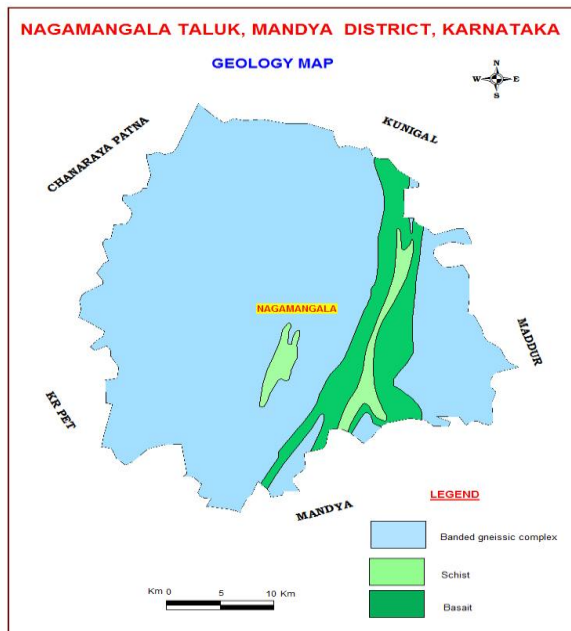 NAGAMANGALA TALUK, MANDYA DISTRICT, KARNATAKA
GEOLOGY MAP
N
W E
S
CHANARAYA PATNA
KUNIGAL
NAGAMANGALA
MADDUR
KR PET
MANDYA
LEGEND
Banded gneissic complex
Schist
Basait
Km 0 5 10 Km